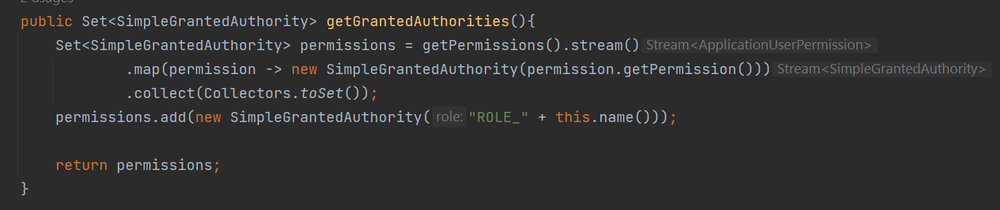 2 usages
public Set<SimpleGrantedAuthority> getGrantedAuthorities(){
    Set<SimpleGrantedAuthority> permissions = getPermissions().stream() Stream<ApplicationUserPermission>
            .map(permission -> new SimpleGrantedAuthority(permission.getPermission())) Stream<SimpleGrantedAuthority>
            .collect(Collectors.toSet());
    permissions.add(new SimpleGrantedAuthority( role: "ROLE_" + this.name()));
    return permissions;
}